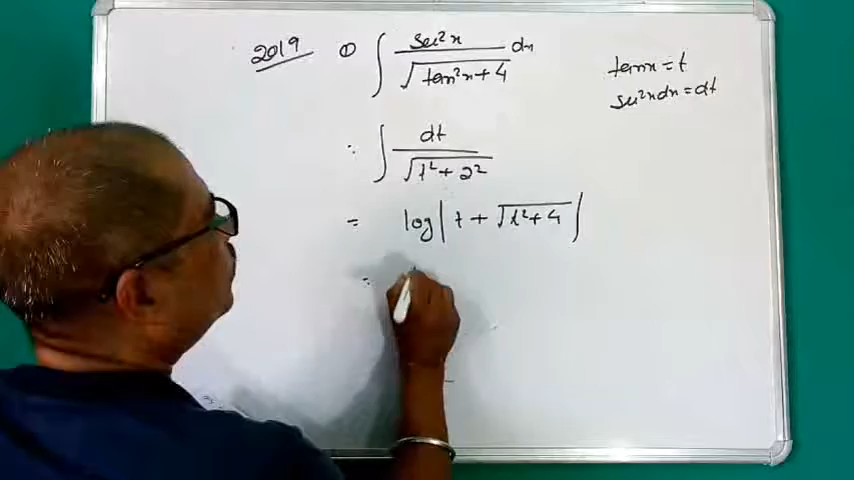 2019 ① ∫ sec²x / √(tan²x+4) dx
tanx = t
sec²x dx = dt
: ∫ dt / √(t² + 2²)
= log | t + √(t²+4) |
=